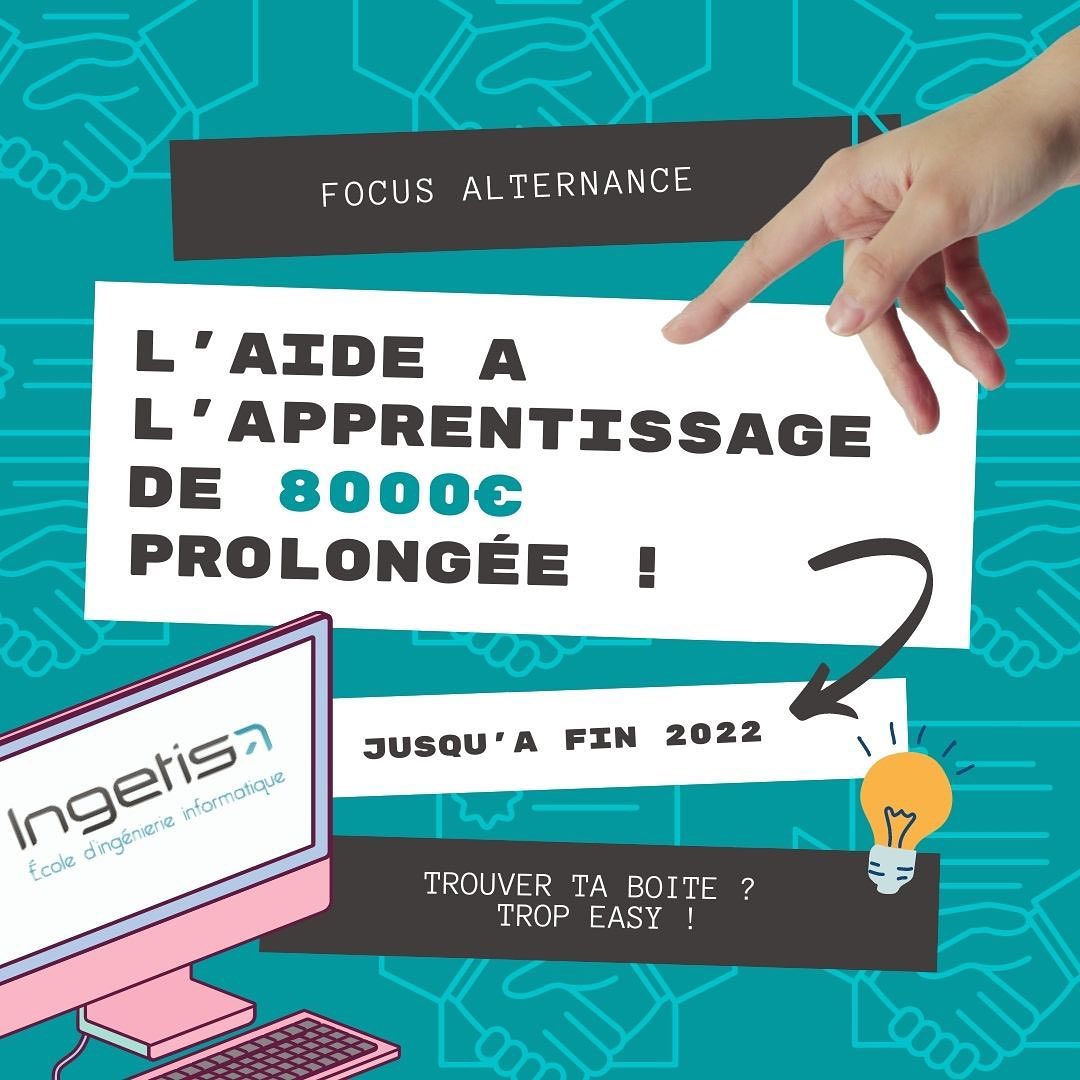 FOCUS ALTERNANCE
L'AIDE A
L'APPRENTISSAGE
DE 8000€
PROLONGÉE !
JUSQU'A FIN 2022
Ingetis
École d'ingénierie informatique
TROUVER TA BOITE ?
TROP EASY !